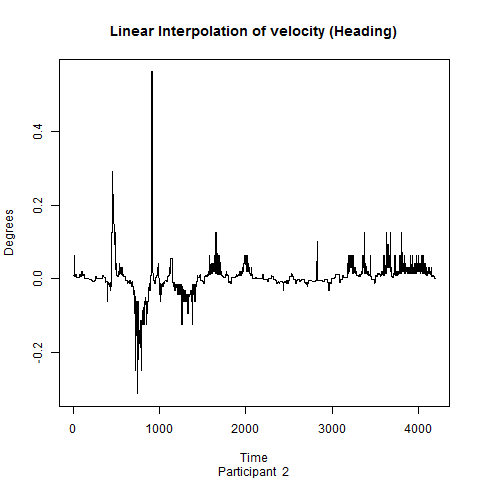 Linear Interpolation of velocity (Heading)
Degrees
0.4
0.2
0.0
-0.2
0 1000 2000 3000 4000
Time
Participant 2